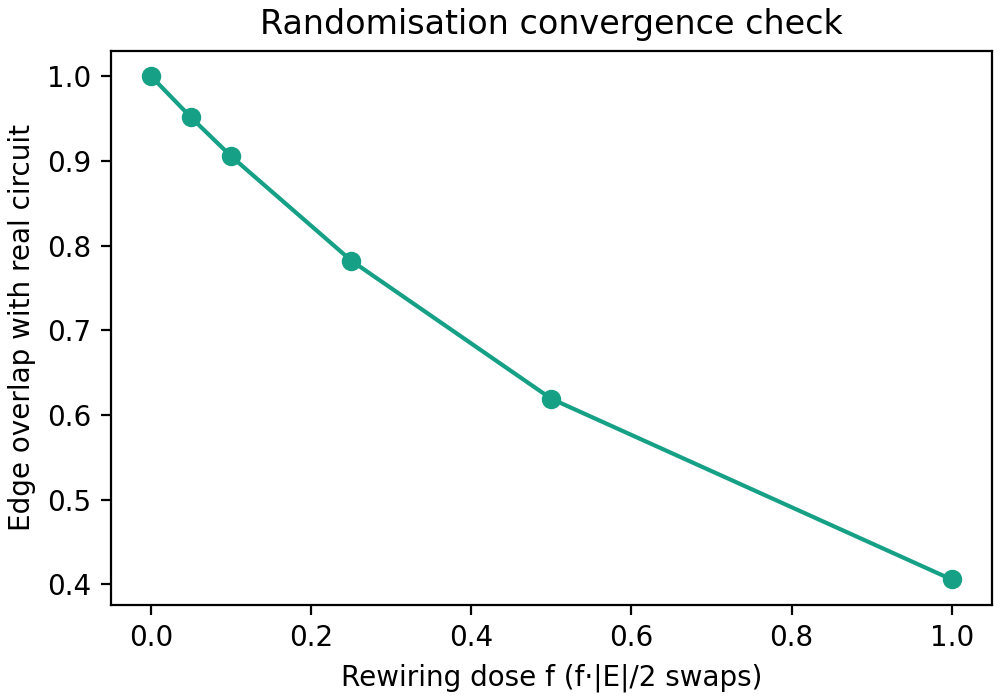 Randomisation convergence check
Edge overlap with real circuit
1.0
0.9
0.8
0.7
0.6
0.5
0.4
0.0 0.2 0.4 0.6 0.8 1.0
Rewiring dose f (f·|E|/2 swaps)